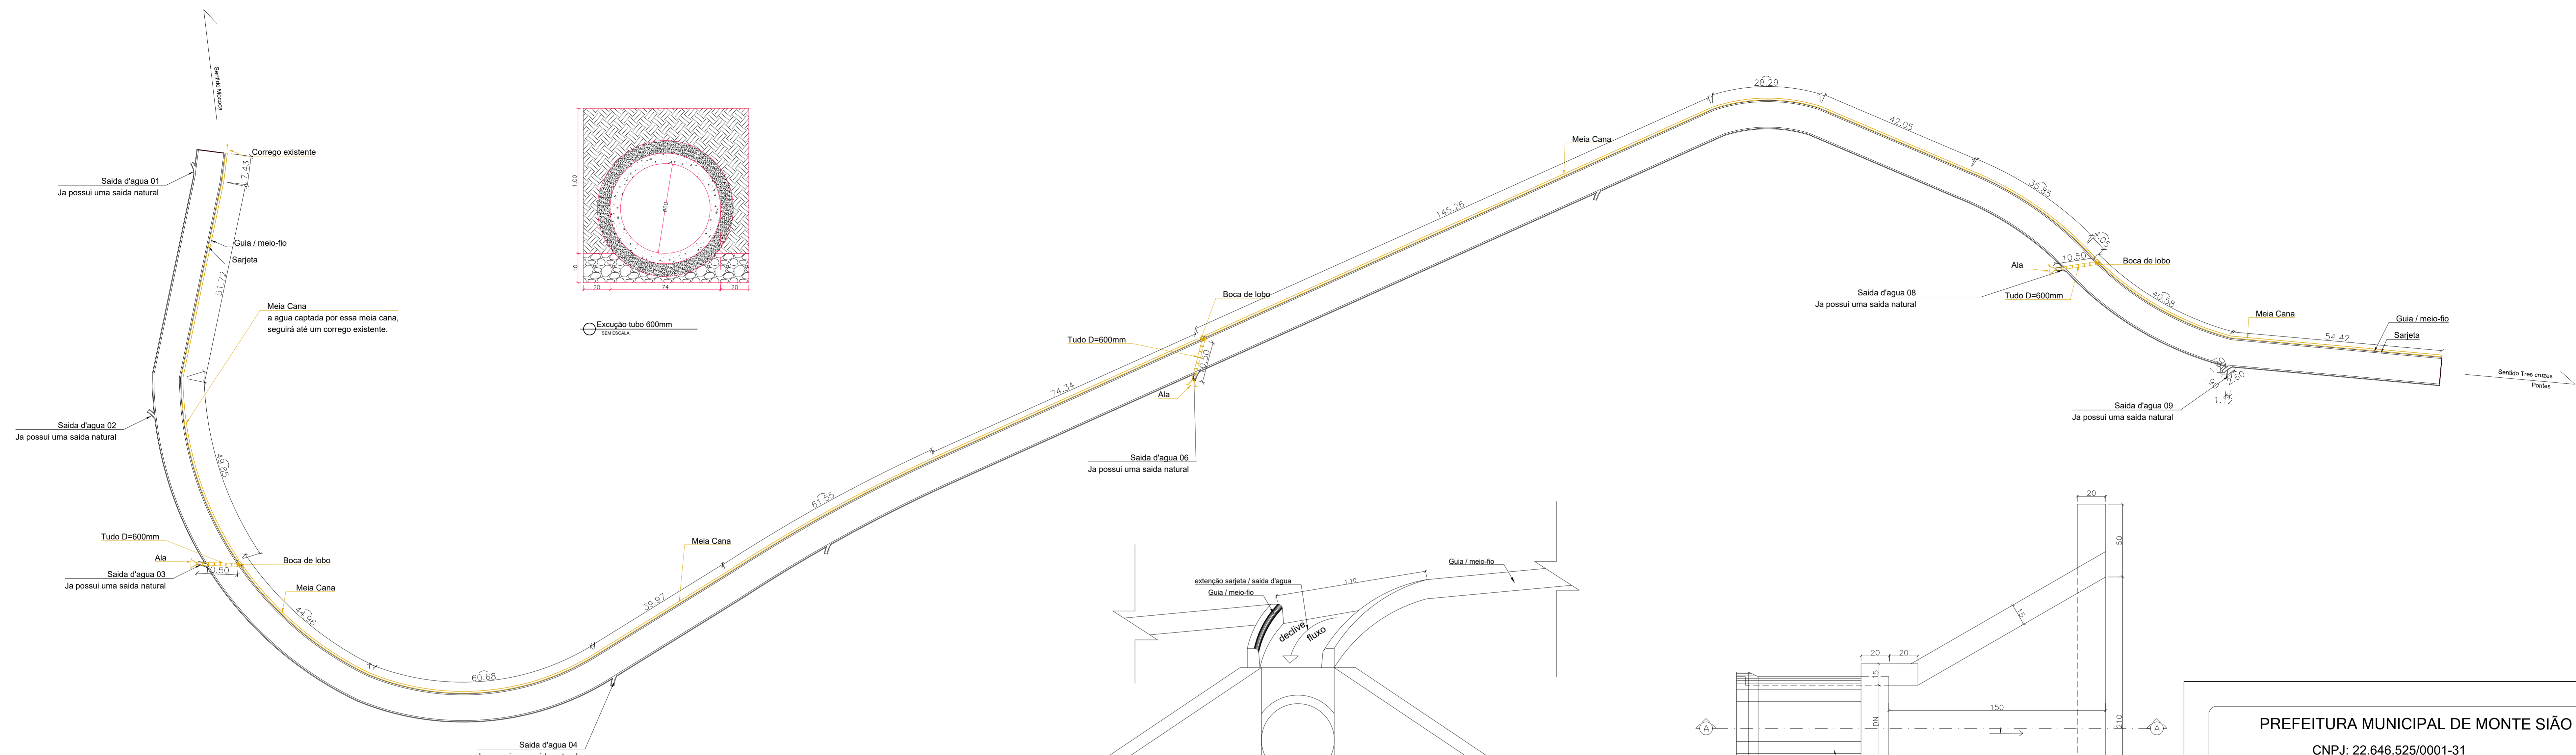 Sentido Mococa
Corrego existente
7.43
Saida d'agua 01
Ja possui uma saida natural
Guia / meio-fio
Sarjeta
51.72
Meia Cana
a agua captada por essa meia cana,
seguirá até um corrego existente.
Saida d'agua 02
Ja possui uma saida natural
49.85
Tudo D=600mm
Ala
10.50
Boca de lobo
Saida d'agua 03
Ja possui uma saida natural
Meia Cana
44.96
60.68
39.97
Saida d'agua 04
Meia Cana
61.55
74.34
1,00
10
20
74
20
Excução tubo 600mm
SEM ESCALA
Boca de lobo
Tudo D=600mm
Ala
Saida d'agua 06
Ja possui uma saida natural
145.26
Meia Cana
28.29
42.05
35.85
4.05
10.50
Boca de lobo
Ala
Tudo D=600mm
Saida d'agua 08
Ja possui uma saida natural
40.58
Meia Cana
Guia / meio-fio
Sarjeta
54.42
2.60
1.12
Saida d'agua 09
Ja possui uma saida natural
Sentido Tres cruzes
Pontes
extenção sarjeta / saida d'agua
Guia / meio-fio
1.10
Guia / meio-fio
declive
fluxo
20
50
15
20
20
15
150
DN
210
A
A
PREFEITURA MUNICIPAL DE MONTE SIÃO
CNPJ: 22.646.525/0001-31